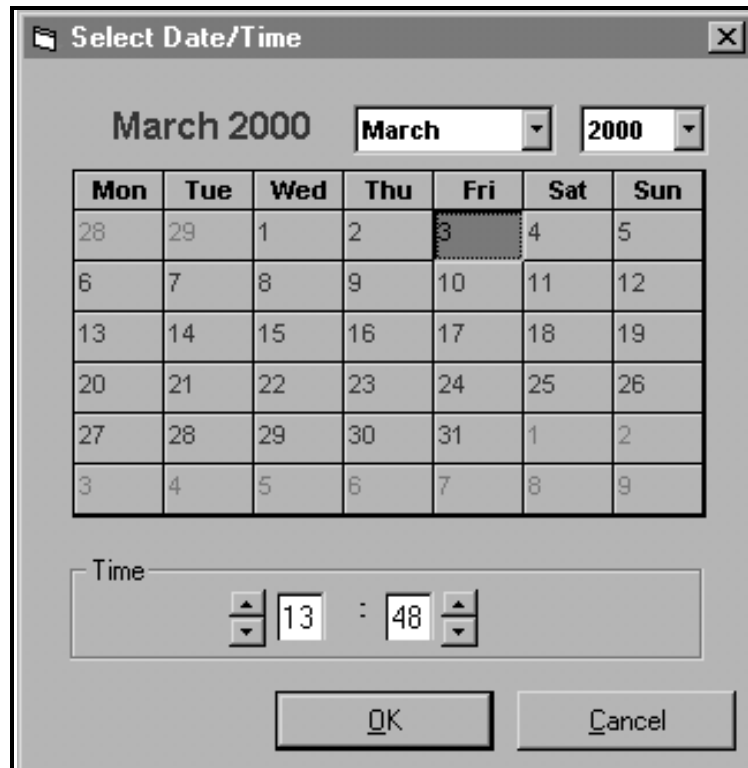 Select Date/Time
March 2000 March 2000
Mon Tue Wed Thu Fri Sat Sun
28 29 1 2 3 4 5
6 7 8 9 10 11 12
13 14 15 16 17 18 19
20 21 22 23 24 25 26
27 28 29 30 31 1 2
3 4 5 6 7 8 9
Time
13 : 48
OK Cancel